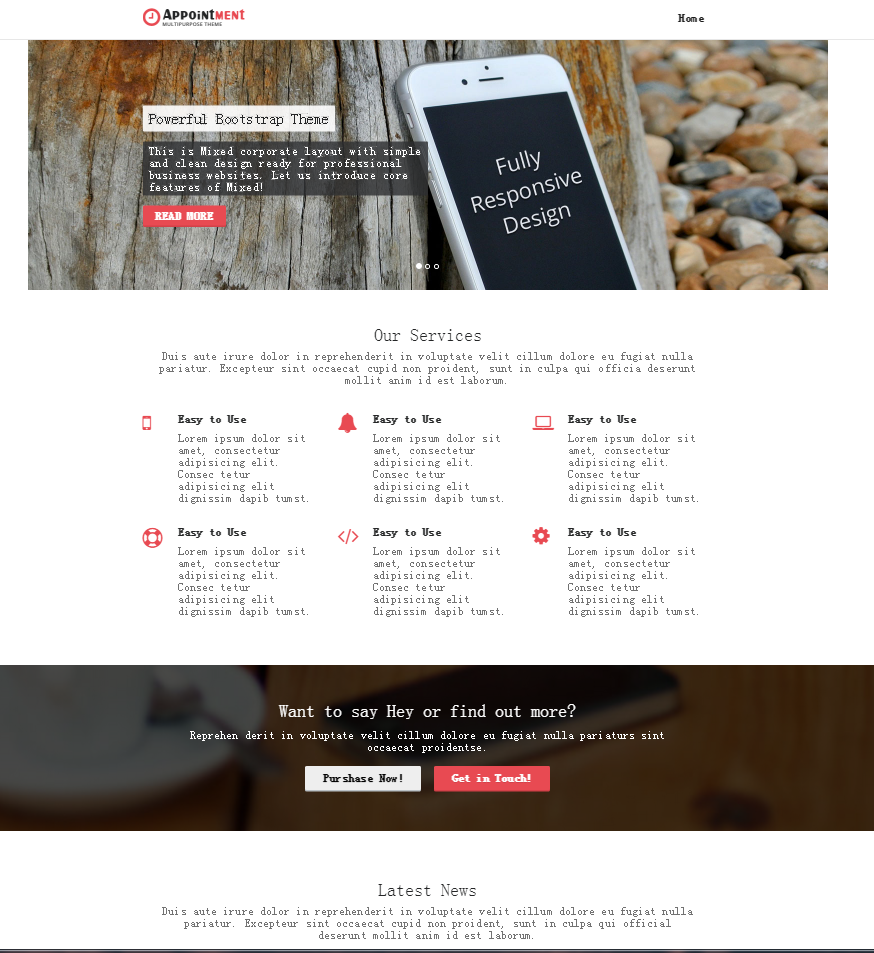 APPOINTMENT
MULTIPURPOSE THEME
Home
Powerful Bootstrap Theme
This is Mixed corporate layout with simple
and clean design ready for professional
business websites. Let us introduce core
features of Mixed!
READ MORE
Fully
Responsive
Design
Our Services
Duis aute irure dolor in reprehenderit in voluptate velit cillum dolore eu fugiat nulla
pariatur. Excepteur sint occaecat cupid non proident, sunt in culpa qui officia deserunt
mollit anim id est laborum.
Easy to Use
Lorem ipsum dolor sit
amet, consectetur
adipisicing elit.
Consec tetur
adipisicing elit
dignissim dapib tumst.
Easy to Use
Lorem ipsum dolor sit
amet, consectetur
adipisicing elit.
Consec tetur
adipisicing elit
dignissim dapib tumst.
Easy to Use
Lorem ipsum dolor sit
amet, consectetur
adipisicing elit.
Consec tetur
adipisicing elit
dignissim dapib tumst.
Easy to Use
Lorem ipsum dolor sit
amet, consectetur
adipisicing elit.
Consec tetur
adipisicing elit
dignissim dapib tumst.
Easy to Use
Lorem ipsum dolor sit
amet, consectetur
adipisicing elit.
Consec tetur
adipisicing elit
dignissim dapib tumst.
Easy to Use
Lorem ipsum dolor sit
amet, consectetur
adipisicing elit.
Consec tetur
adipisicing elit
dignissim dapib tumst.
Want to say Hey or find out more?
Reprehen derit in voluptate velit cillum dolore eu fugiat nulla pariaturs sint
occaecat proidentse.
Purshase Now!
Get in Touch!
Latest News
Duis aute irure dolor in reprehenderit in voluptate velit cillum dolore eu fugiat nulla
pariatur. Excepteur sint occaecat cupid non proident, sunt in culpa qui official
deserunt mollit anim id est laborum.